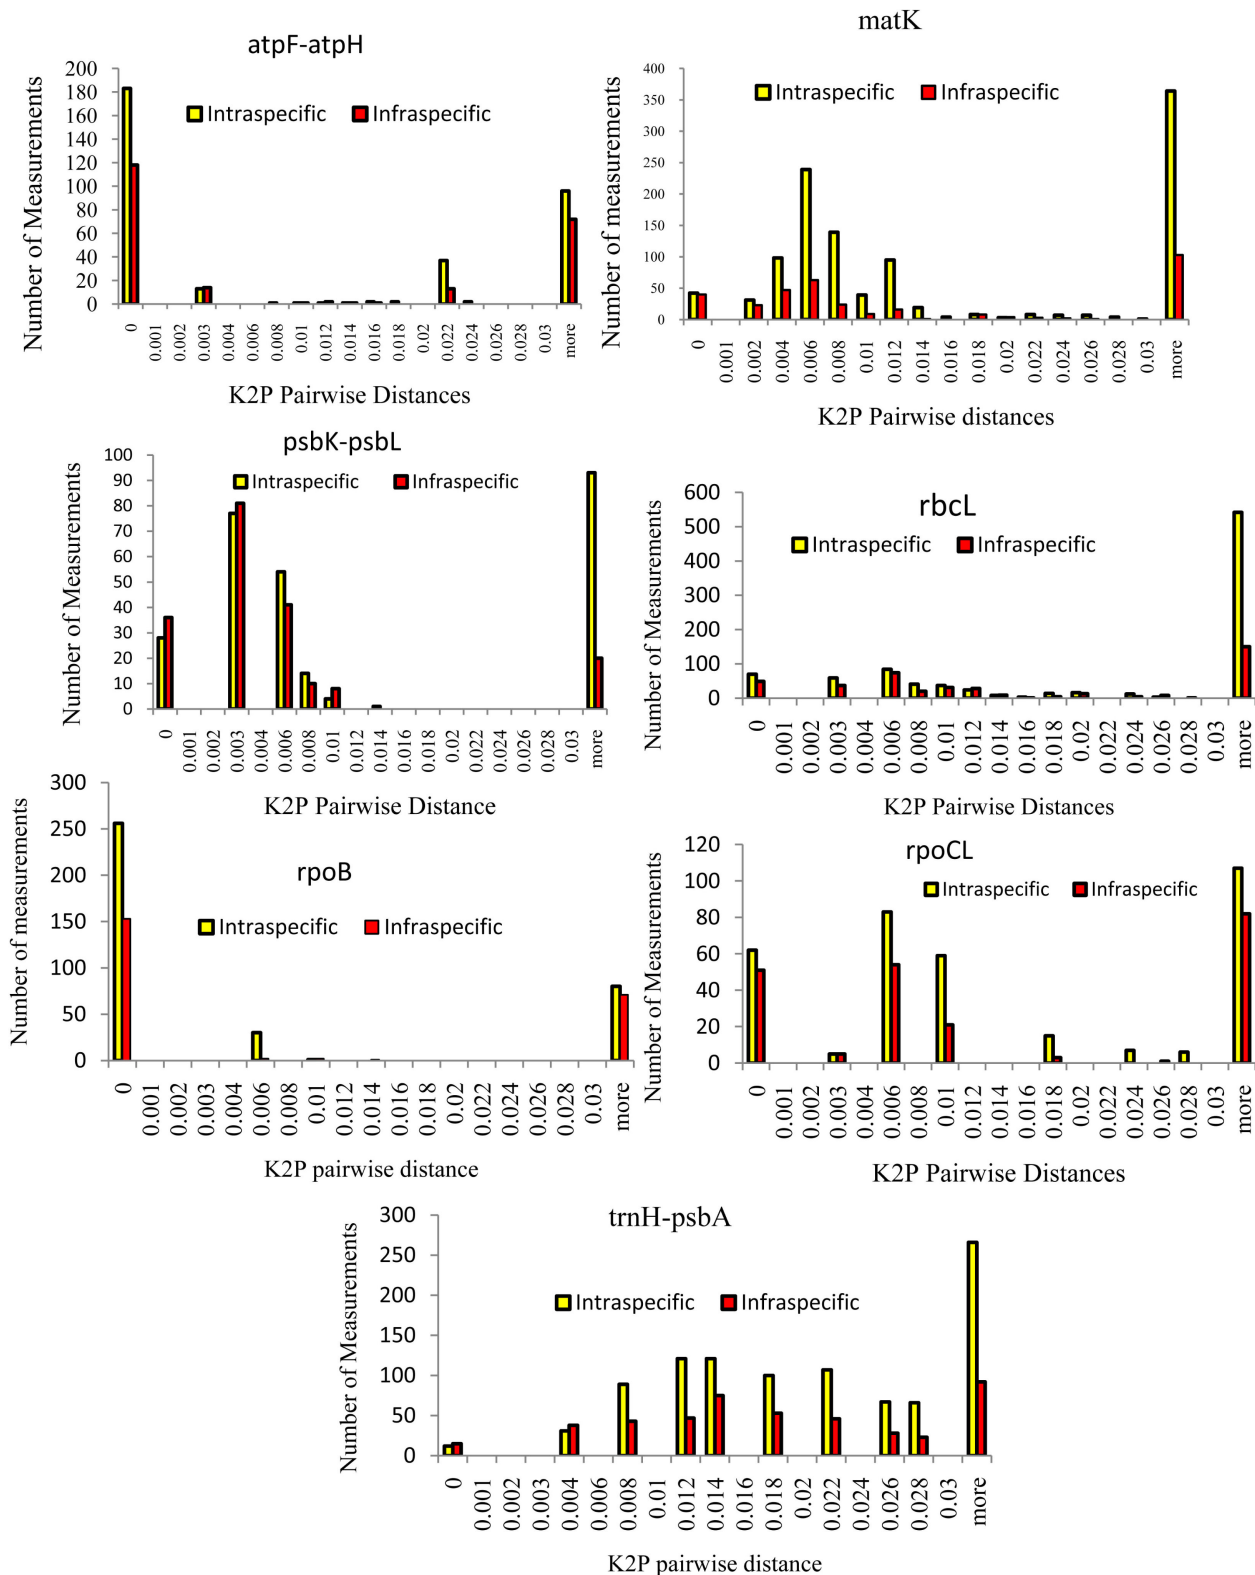 atpF-atpH
Number of Measurements
200
180
160
140
120
100
80
60
40
20
0
Intraspecific Infraspecific
0 0.001 0.002 0.003 0.004 0.006 0.008 0.01 0.012 0.014 0.016 0.018 0.02 0.022 0.024 0.026 0.028 0.03 more
K2P Pairwise Distances
matK
Number of measurements
400
350
300
250
200
150
100
50
0
Intraspecific Infraspecific
0 0.001 0.002 0.004 0.006 0.008 0.01 0.012 0.014 0.016 0.018 0.02 0.022 0.024 0.026 0.028 0.03 more
K2P Pairwise distances
psbK-psbL
Number of Measurements
100
90
80
70
60
50
40
30
20
10
0
Intraspecific Infraspecific
0 0.001 0.002 0.003 0.004 0.006 0.008 0.01 0.012 0.014 0.016 0.018 0.02 0.022 0.024 0.026 0.028 0.03 more
K2P Pairwise Distance
rbcL
Number of Measurements
600
500
400
300
200
100
0
Intraspecific Infraspecific
0 0.001 0.002 0.003 0.004 0.006 0.008 0.01 0.012 0.014 0.016 0.018 0.02 0.022 0.024 0.026 0.028 0.03 more
K2P Pairwise Distances
rpoB
Number of measurements
300
250
200
150
100
50
0
Intraspecific Infraspecific
0 0.001 0.002 0.003 0.004 0.006 0.008 0.01 0.012 0.014 0.016 0.018 0.02 0.022 0.024 0.026 0.028 0.03 more
K2P pairwise distance
rpoCL
Number of Measurements
120
100
80
60
40
20
0
Intraspecific Infraspecific
0 0.001 0.002 0.003 0.004 0.006 0.008 0.01 0.012 0.014 0.016 0.018 0.02 0.022 0.024 0.026 0.028 0.03 more
K2P Pairwise Distances
trnH-psbA
Number of Measurements
300
250
200
150
100
50
0
Intraspecific Infraspecific
0 0.001 0.002 0.003 0.004 0.006 0.008 0.01 0.012 0.014 0.016 0.018 0.02 0.022 0.024 0.026 0.028 0.03 more
K2P pairwise distance